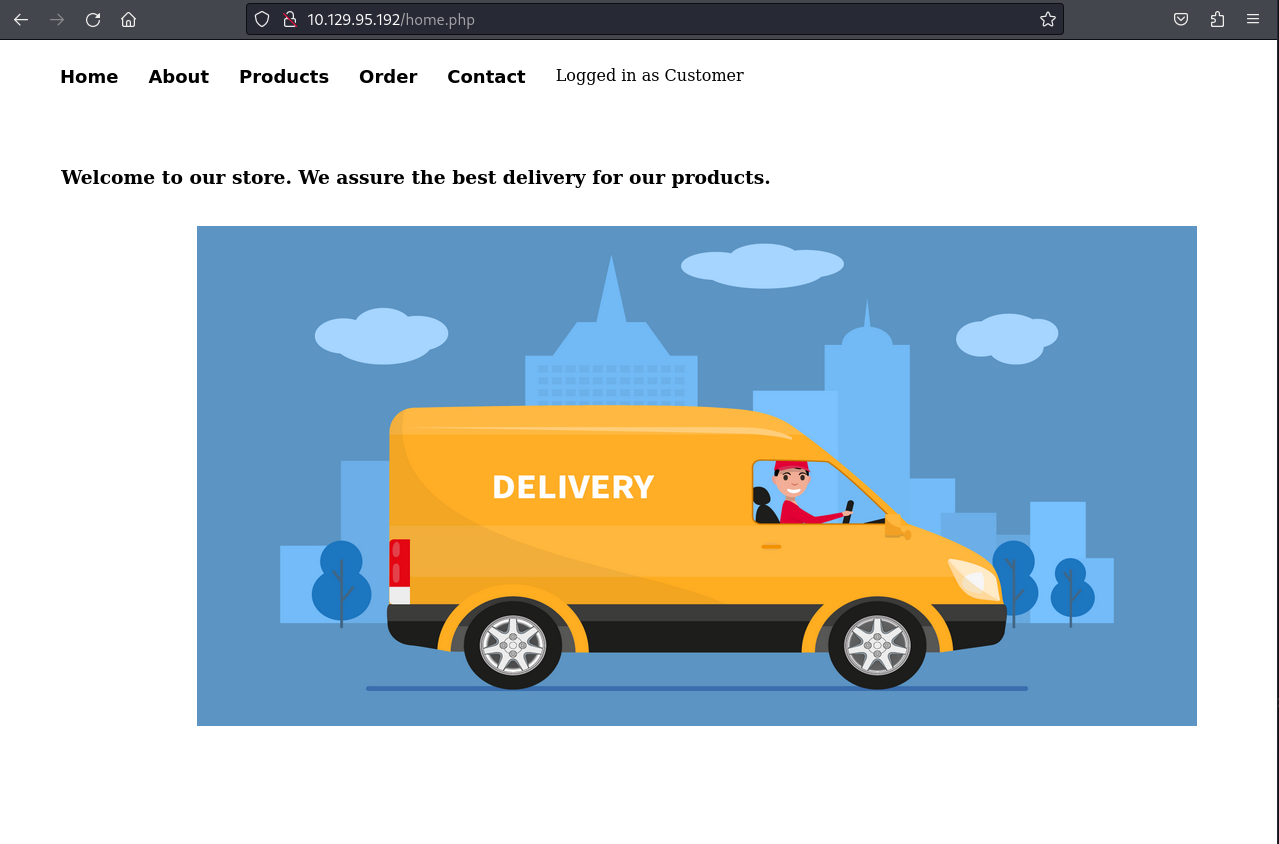 10.129.95.192/home.php
Home About Products Order Contact Logged in as Customer
Welcome to our store. We assure the best delivery for our products.
DELIVERY